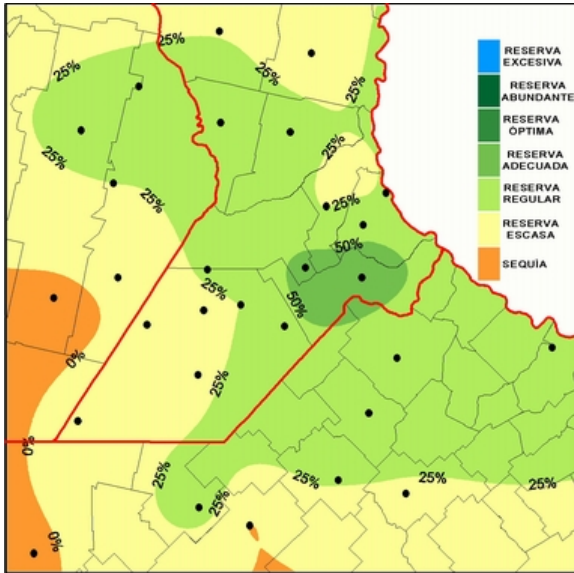 RESERVA
EXCESIVA
RESERVA
ABUNDANTE
RESERVA
ÓPTIMA
RESERVA
ADECUADA
RESERVA
REGULAR
RESERVA
ESCASA
SEQUÌA
25%
25%
25%
25%
25%
25%
25%
25%
50%
25%
50%
0%
25%
0%
25%
25%
25%
25%
25%
0%